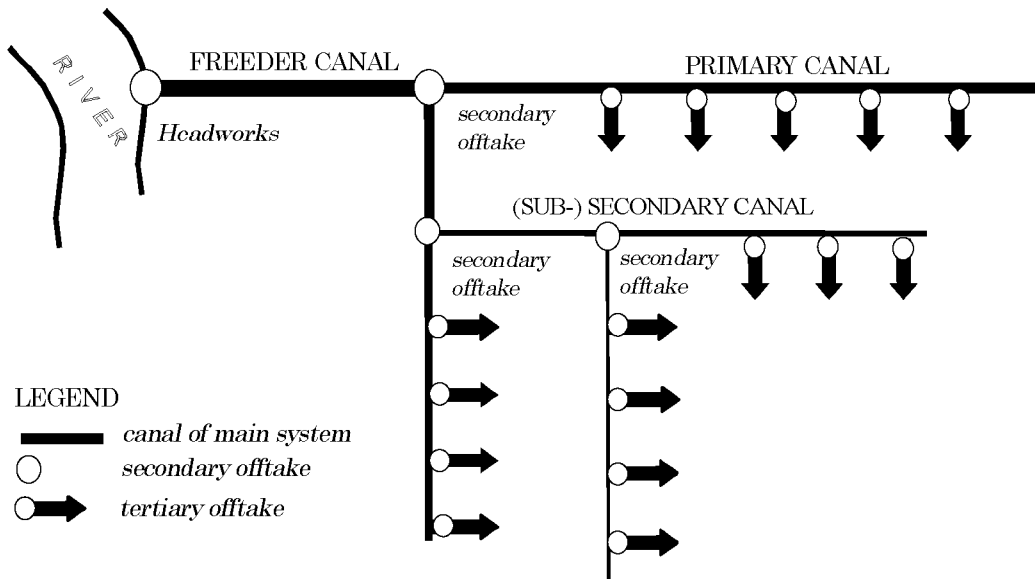 RIVER
FREEDER CANAL
PRIMARY CANAL
Headworks
secondary
offtake
(SUB-) SECONDARY CANAL
secondary
offtake
secondary
offtake
LEGEND
canal of main system
secondary offtake
tertiary offtake